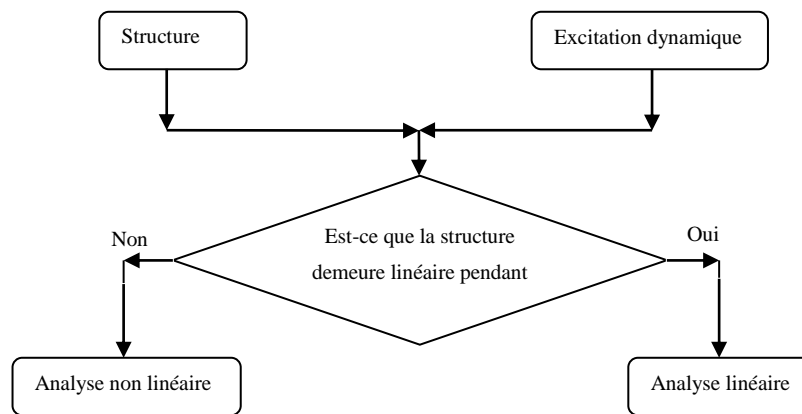 Structure
Excitation dynamique
Est-ce que la structure
demeure linéaire pendant
Non
Oui
Analyse non linéaire
Analyse linéaire